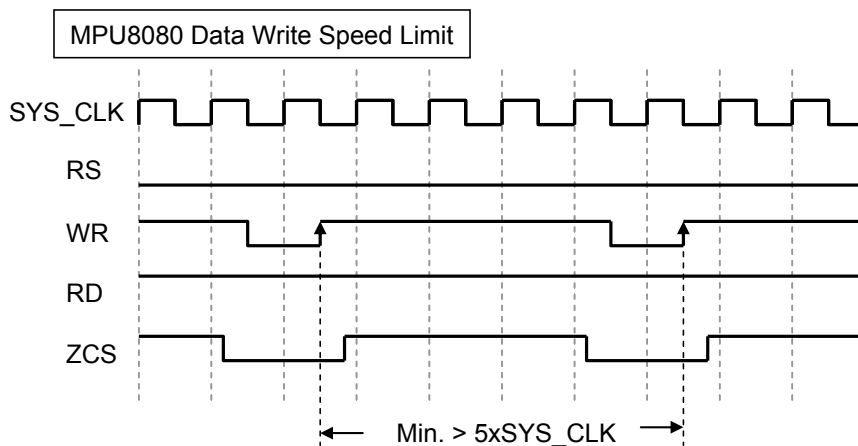 MPU8080 Data Write Speed Limit
SYS_CLK
RS
WR
RD
ZCS
Min. > 5xSYS_CLK